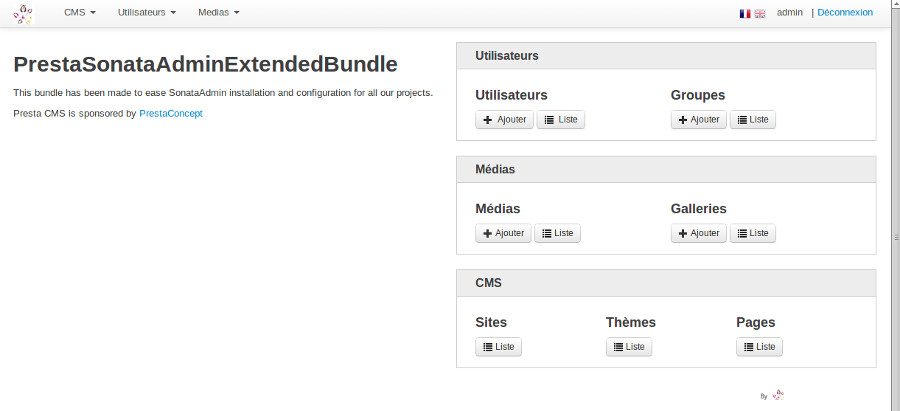 CMS Utilisateurs Medias admin | Déconnexion
PrestaSonataAdminExtendedBundle
This bundle has been made to ease SonataAdmin installation and configuration for all our projects.
Presta CMS is sponsored by PrestaConcept
Utilisateurs
Utilisateurs Groupes
Ajouter Liste Ajouter Liste
Médias
Médias Galleries
Ajouter Liste Ajouter Liste
CMS
Sites Thèmes Pages
Liste Liste Liste
By